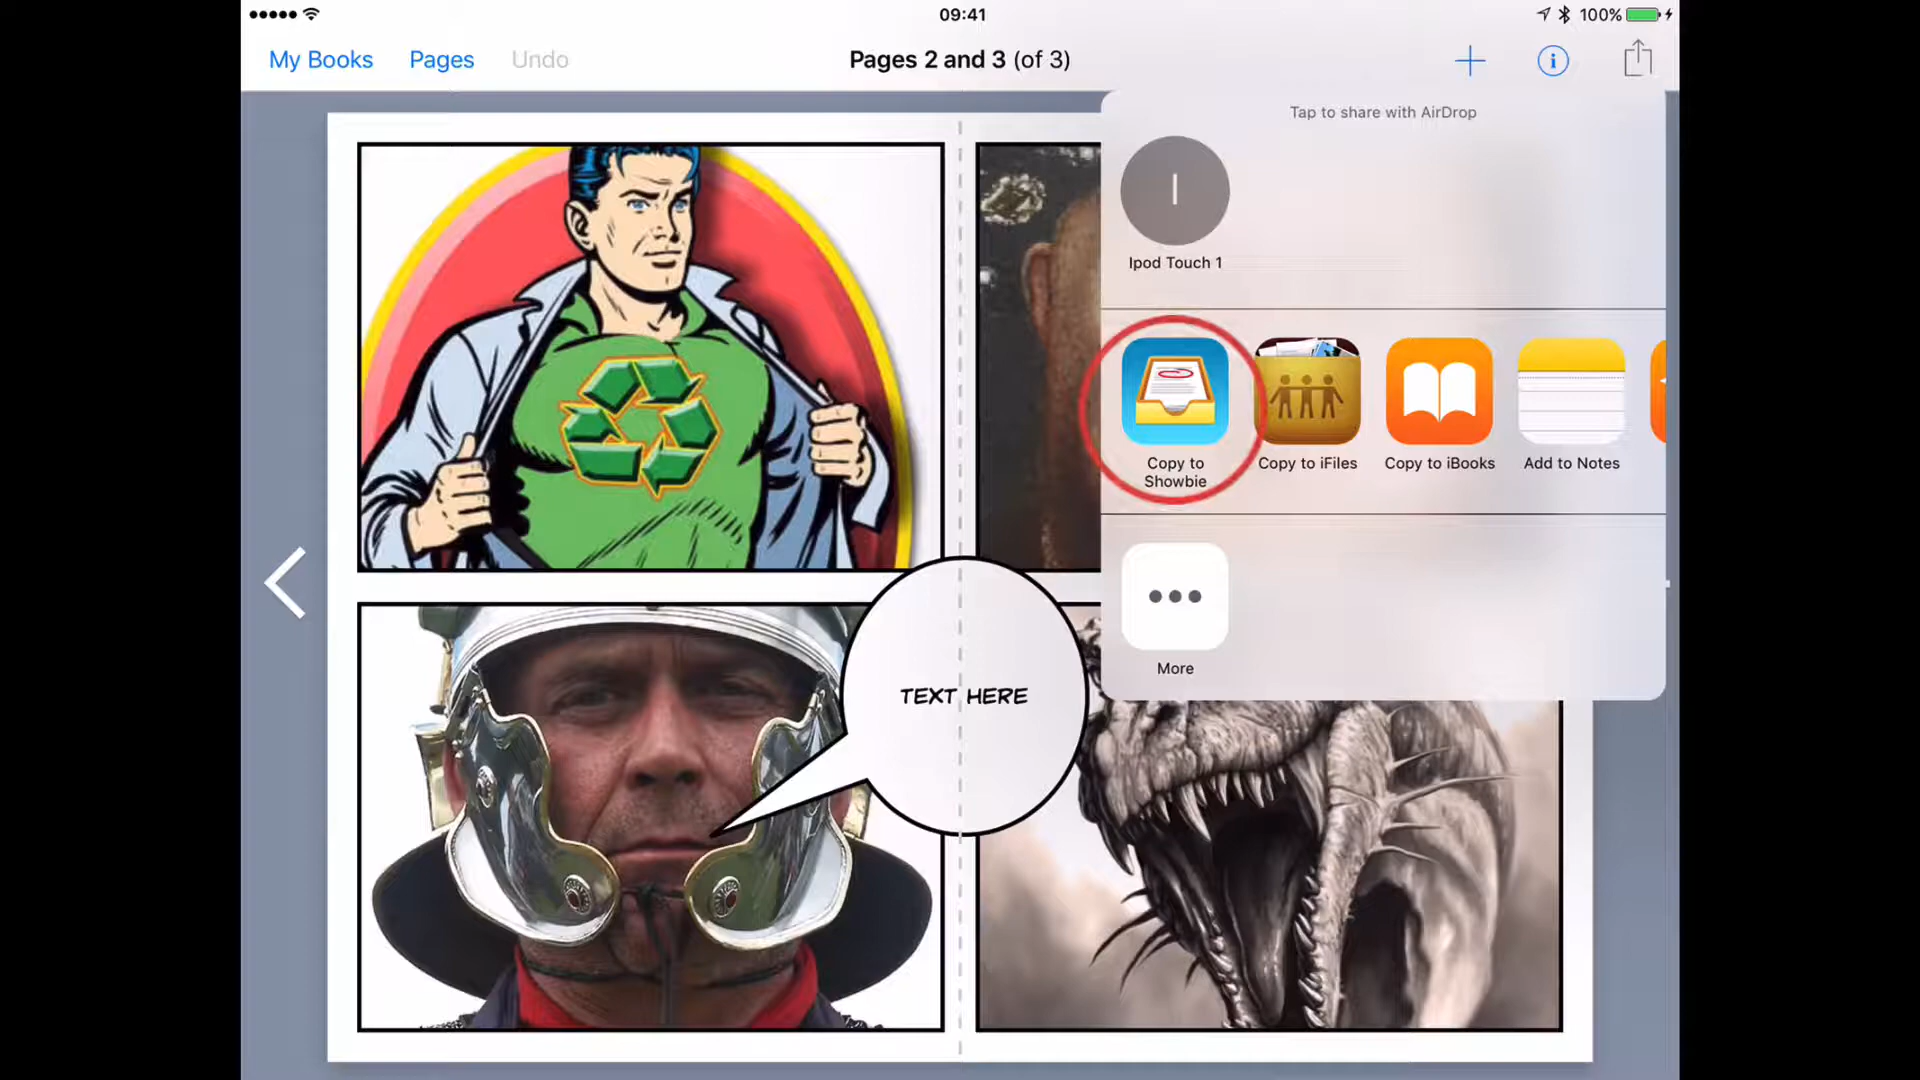 09:41
100%
My Books
Pages
Undo
Pages 2 and 3 (of 3)
Tap to share with AirDrop
I
Ipod Touch 1
Copy to
Showbie
Copy to iFiles
Copy to iBooks
Add to Notes
More
TEXT HERE